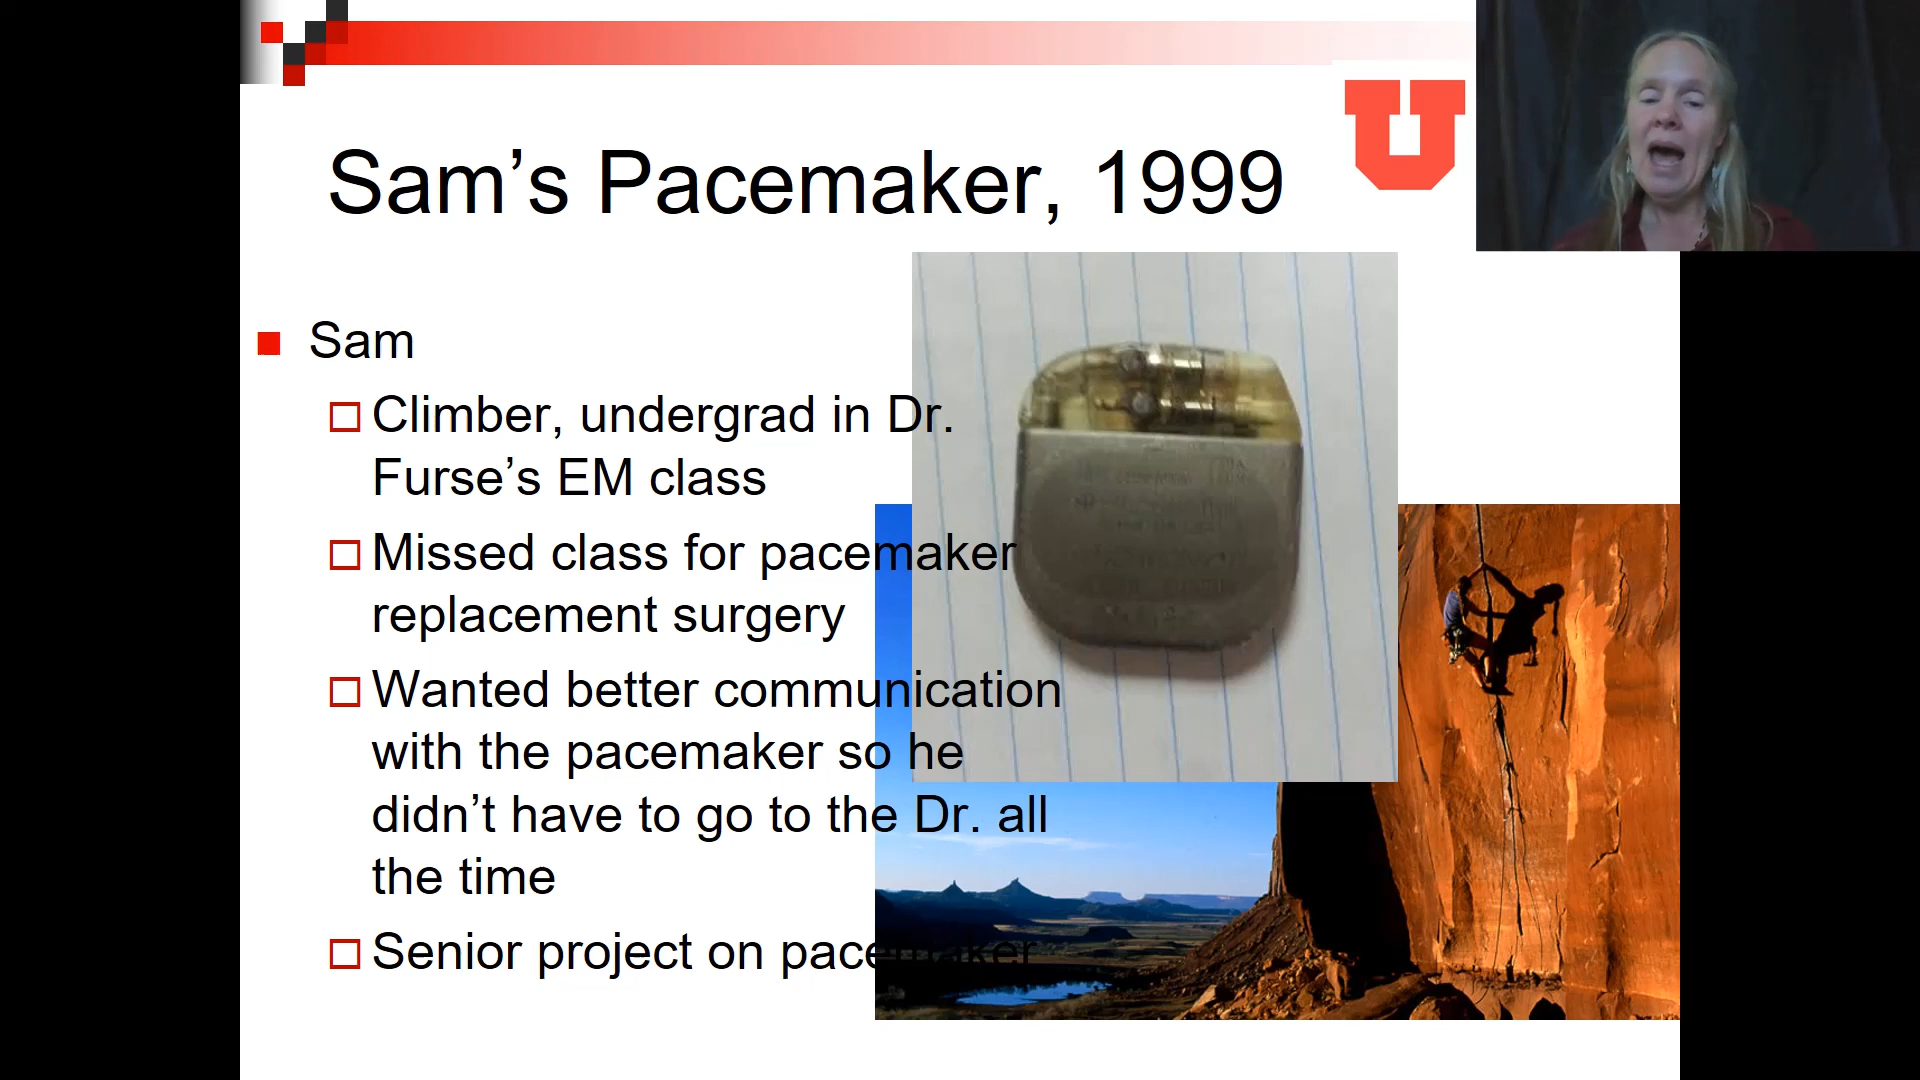 Sam’s Pacemaker, 1999
U
Sam
Climber, undergrad in Dr.
Furse’s EM class
Missed class for pacemaker
replacement surgery
Wanted better communication
with the pacemaker so he
didn’t have to go to the Dr. all
the time
Senior project on pacemaker